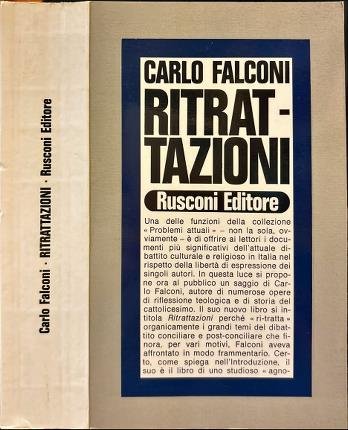 Carlo Falconi · RITRATTAZIONI · Rusconi Editore
CARLO FALCONI
RITRAT-
TAZIONI
Rusconi Editore
Una delle funzioni della collezione
« Problemi attuali » – non la sola, ov-
viamente – è di offrire ai lettori i docu-
menti più significativi dell'attuale di-
battito culturale e religioso in Italia nel
rispetto della libertà di espressione dei
singoli autori. In questa luce si propo-
ne ora al pubblico un saggio di Car-
lo Falconi, autore di numerose opere
di riflessione teologica e di storia del
cattolicesimo. Il suo nuovo libro si in-
titola Ritrattazioni perché « ri-tratta »
organicamente i grandi temi del dibat-
tito conciliare e post-conciliare che fi-
nora, per vari motivi, Falconi aveva
affrontato in modo frammentario. Cer-
to, come spiega nell'Introduzione, il
suo è il libro di uno studioso « agno-